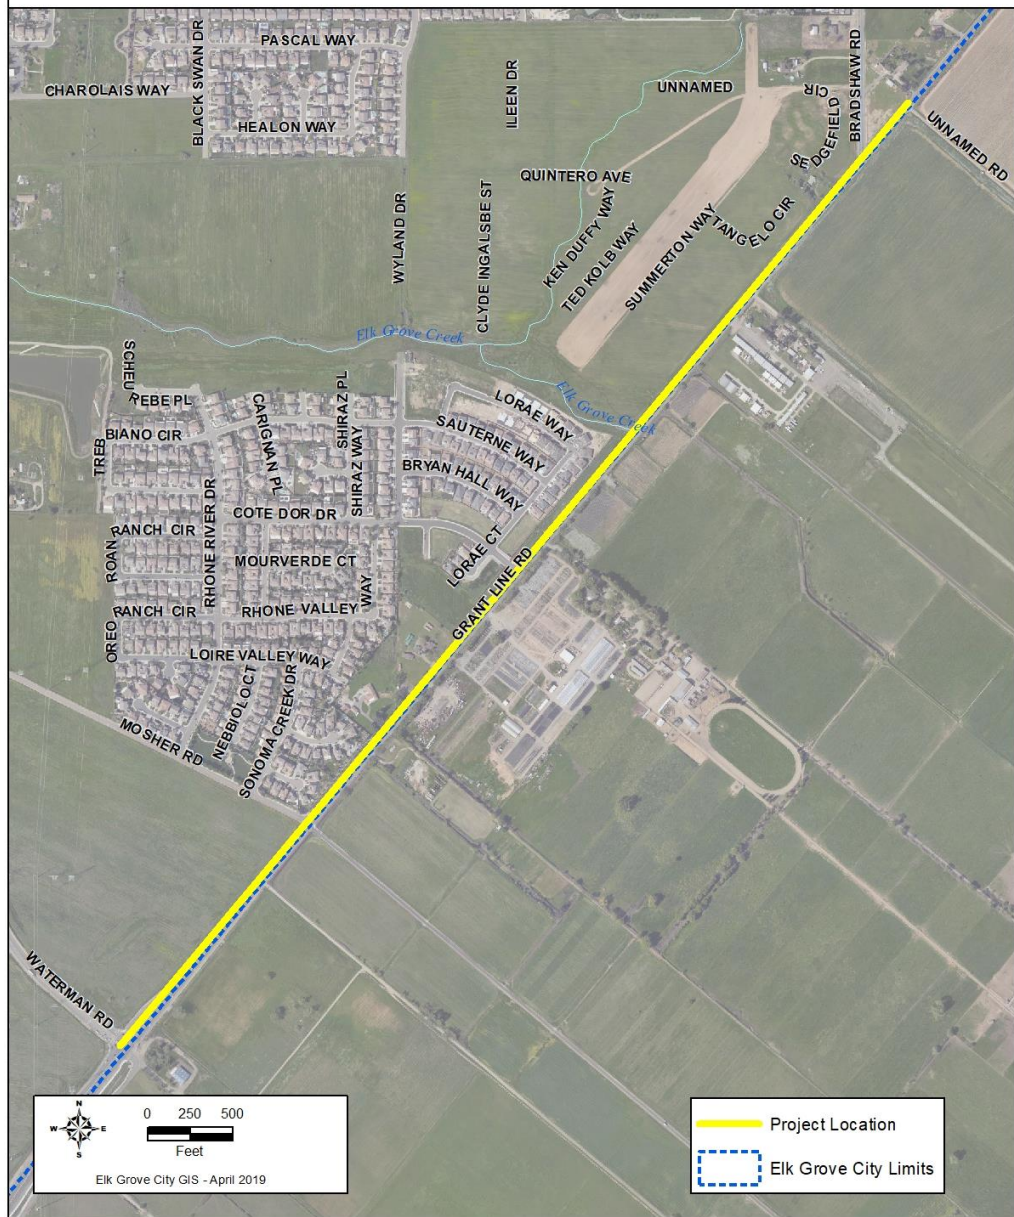 PASCAL WAY
BLACK SWAN DR
CHAROLAIS WAY
HEALON WAY
ILEEN DR
UNNAMED
BRADSHAW RD
SEDGEFIELD CIR
UNNAMED RD
QUINTERO AVE
WYLAND DR
CLYDE INGALSBE ST
KEN DUFFY WAY
TED KOLB WAY
SUMMERTON WAY
TANGELO CIR
Elk Grove Creek
Elk Grove Creek
SCHEUREBE PL
TREBBIANO CIR
CARIGNAN PL
SHIRAZ PL
SHIRAZ WAY
LORAE WAY
SAUTERNE WAY
BRYAN HALL WAY
COTE DOR DR
ROAN RANCH CIR
RHONE RIVER DR
MOURVERDE CT
LORAE CT
GRANT LINE RD
OREO RANCH CIR
RHONE VALLEY WAY
LOIRE VALLEY WAY
NEBBIOLO CT
SONOMA CREEK DR
MOSHER RD
WATERMAN RD
N
W E
S
0 250 500
Feet
Elk Grove City GIS - April 2019
Project Location
Elk Grove City Limits